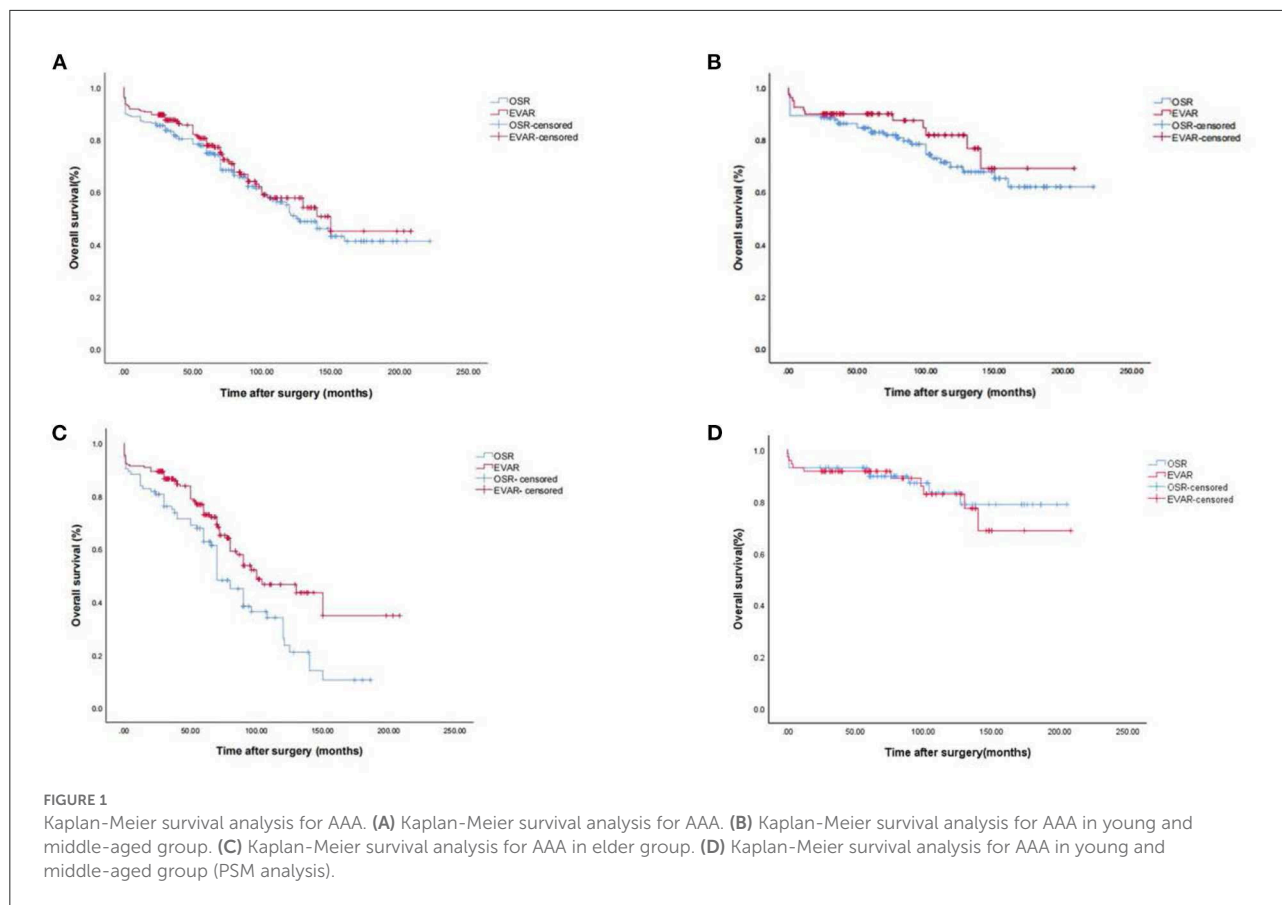 A
1.0
0.8
0.6
0.4
0.2
0.0
Overall survival(%)
.00 50.00 100.00 150.00 200.00 250.00
Time after surgery (months)
OSR
EVAR
OSR-censored
EVAR-censored
B
1.0
0.8
0.6
0.4
0.2
0.0
Overall survival(%)
.00 50.00 100.00 150.00 200.00 250.00
Time after surgery (months)
OSR
EVAR
OSR-censored
EVAR-censored
C
1.0
0.8
0.6
0.4
0.2
0.0
Overall survival (%)
.00 50.00 100.00 150.00 200.00 250.00
Time after surgery (months)
OSR
EVAR
OSR- censored
EVAR- censored
D
1.0
0.8
0.6
0.4
0.2
0.0
Overall survival(%)
.00 50.00 100.00 150.00 200.00 250.00
Time after surgery(months)
OSR
EVAR
OSR-censored
EVAR-censored
FIGURE 1
Kaplan-Meier survival analysis for AAA. (A) Kaplan-Meier survival analysis for AAA. (B) Kaplan-Meier survival analysis for AAA in young and
middle-aged group. (C) Kaplan-Meier survival analysis for AAA in elder group. (D) Kaplan-Meier survival analysis for AAA in young and
middle-aged group (PSM analysis).